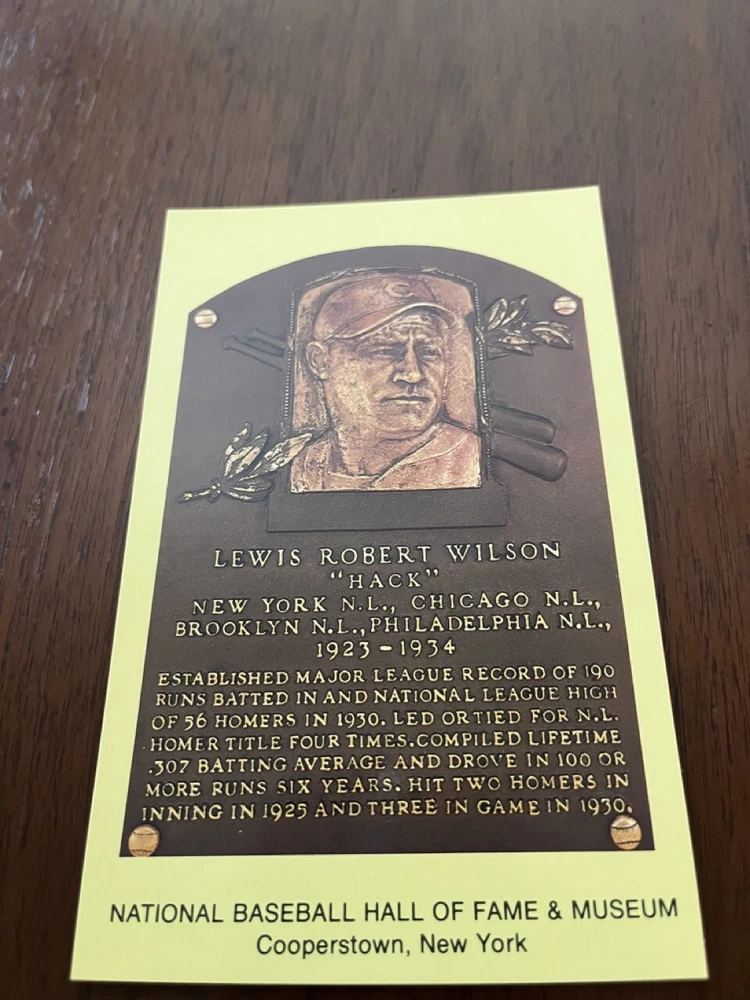 C
LEWIS ROBERT WILSON
"HACK"
NEW YORK N.L., CHICAGO N.L.,
BROOKLYN N.L., PHILADELPHIA N.L.,
1923 - 1934
ESTABLISHED MAJOR LEAGUE RECORD OF 190
RUNS BATTED IN AND NATIONAL LEAGUE HIGH
OF 56 HOMERS IN 1930. LED OR TIED FOR N.L.
HOMER TITLE FOUR TIMES. COMPILED LIFETIME
.307 BATTING AVERAGE AND DROVE IN 100 OR
MORE RUNS SIX YEARS. HIT TWO HOMERS IN
INNING IN 1925 AND THREE IN GAME IN 1930.
NATIONAL BASEBALL HALL OF FAME & MUSEUM
Cooperstown, New York